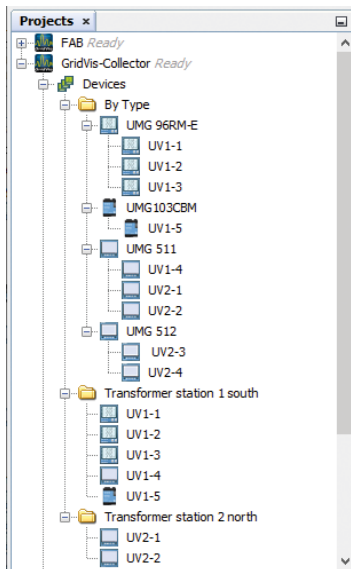 Projects ×
FAB Ready
GridVis-Collector Ready
Devices
By Type
UMG 96RM-E
UV1-1
UV1-2
UV1-3
UMG103CBM
UV1-5
UMG 511
UV1-4
UV2-1
UV2-2
UMG 512
UV2-3
UV2-4
Transformer station 1 south
UV1-1
UV1-2
UV1-3
UV1-4
UV1-5
Transformer station 2 north
UV2-1
UV2-2